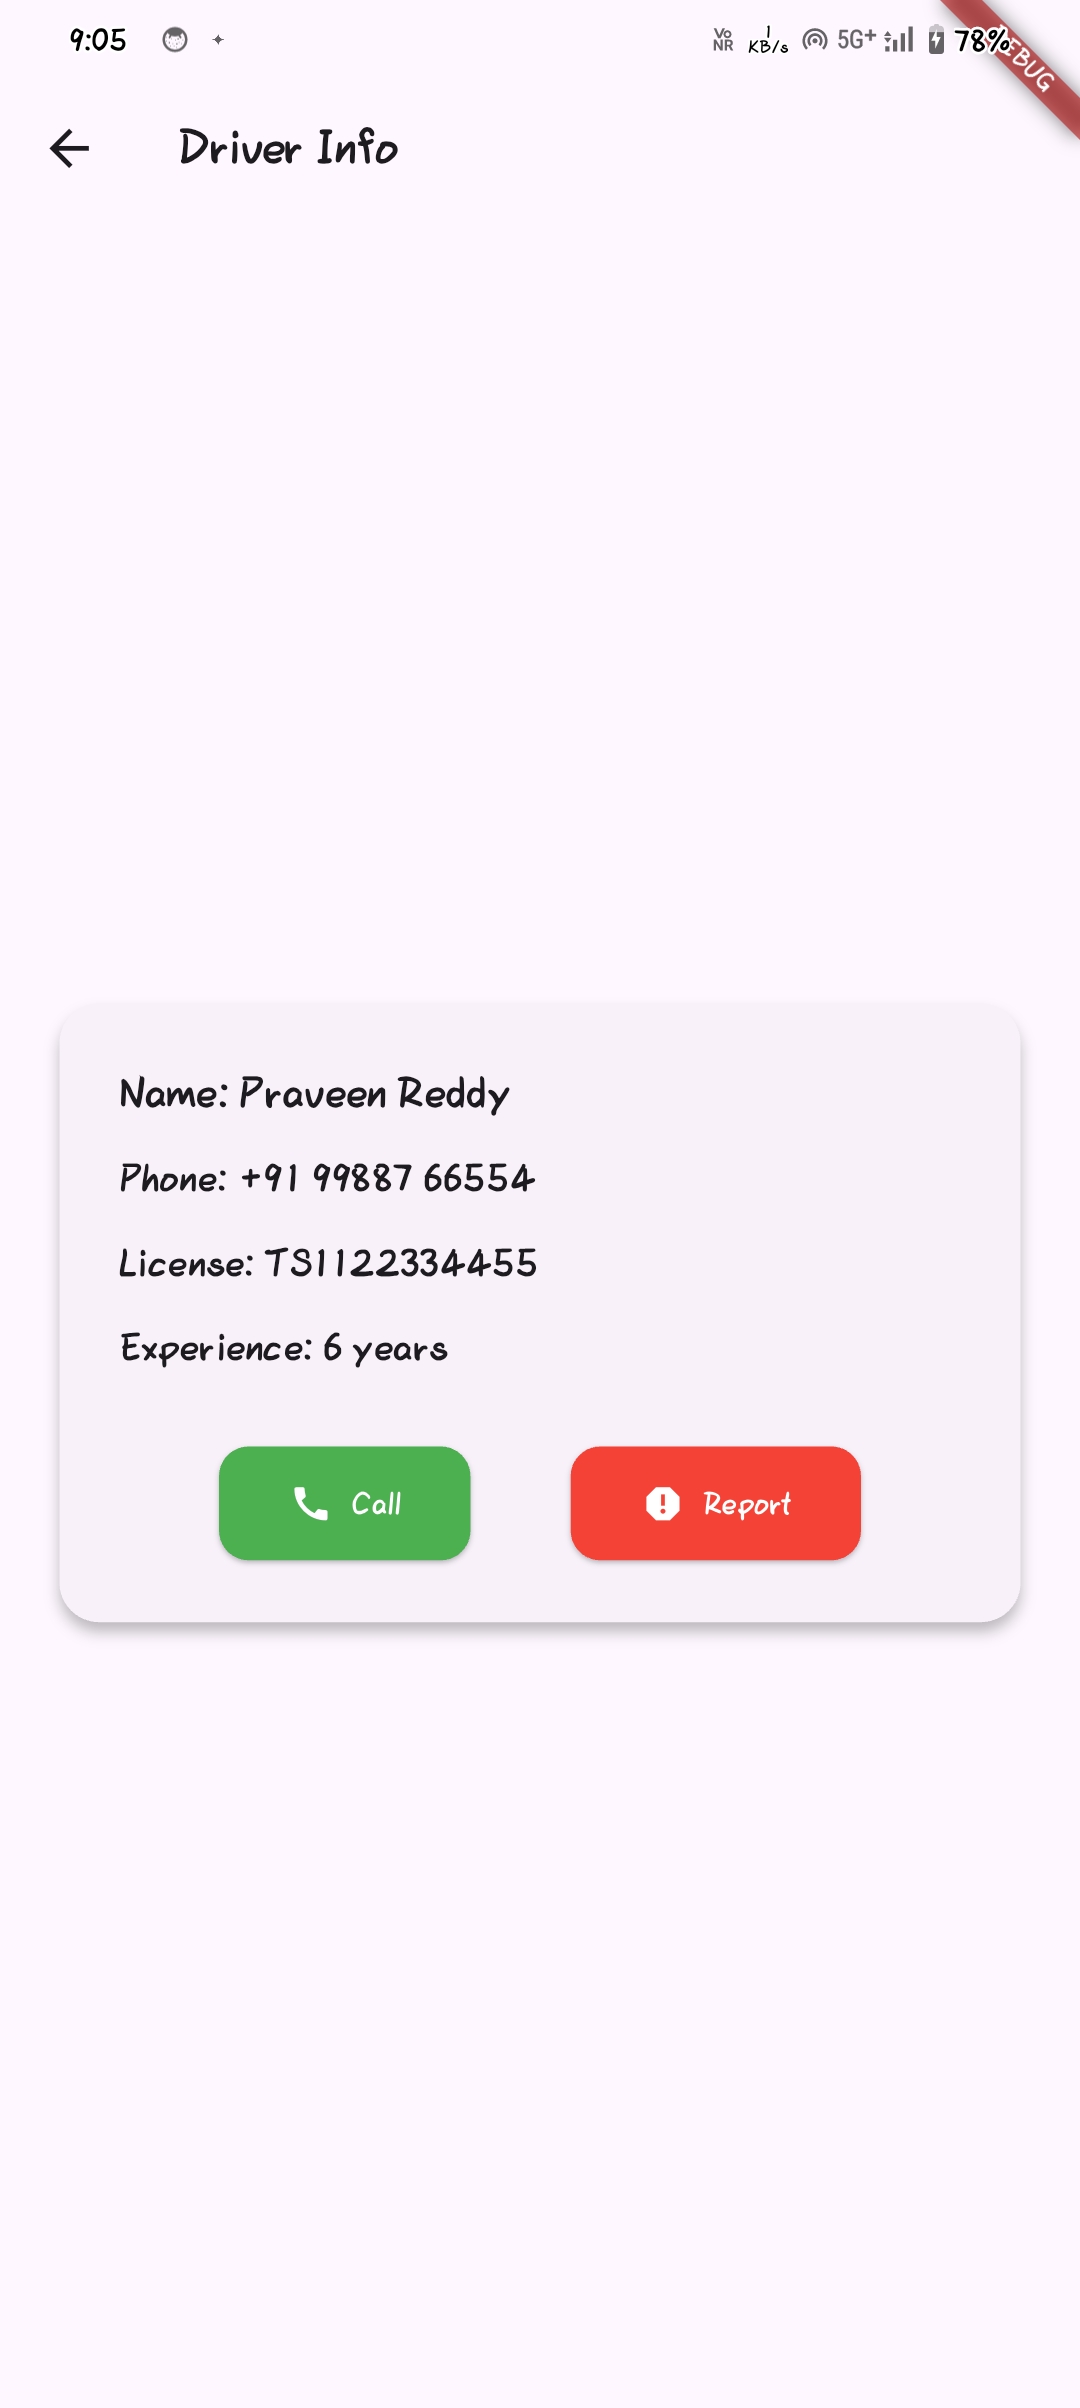 9:05
Vo NR 1 KB/s 5G+ 78%
Driver Info
Name: Praveen Reddy
Phone: +91 99887 66554
License: TS1122334455
Experience: 6 years
Call Report